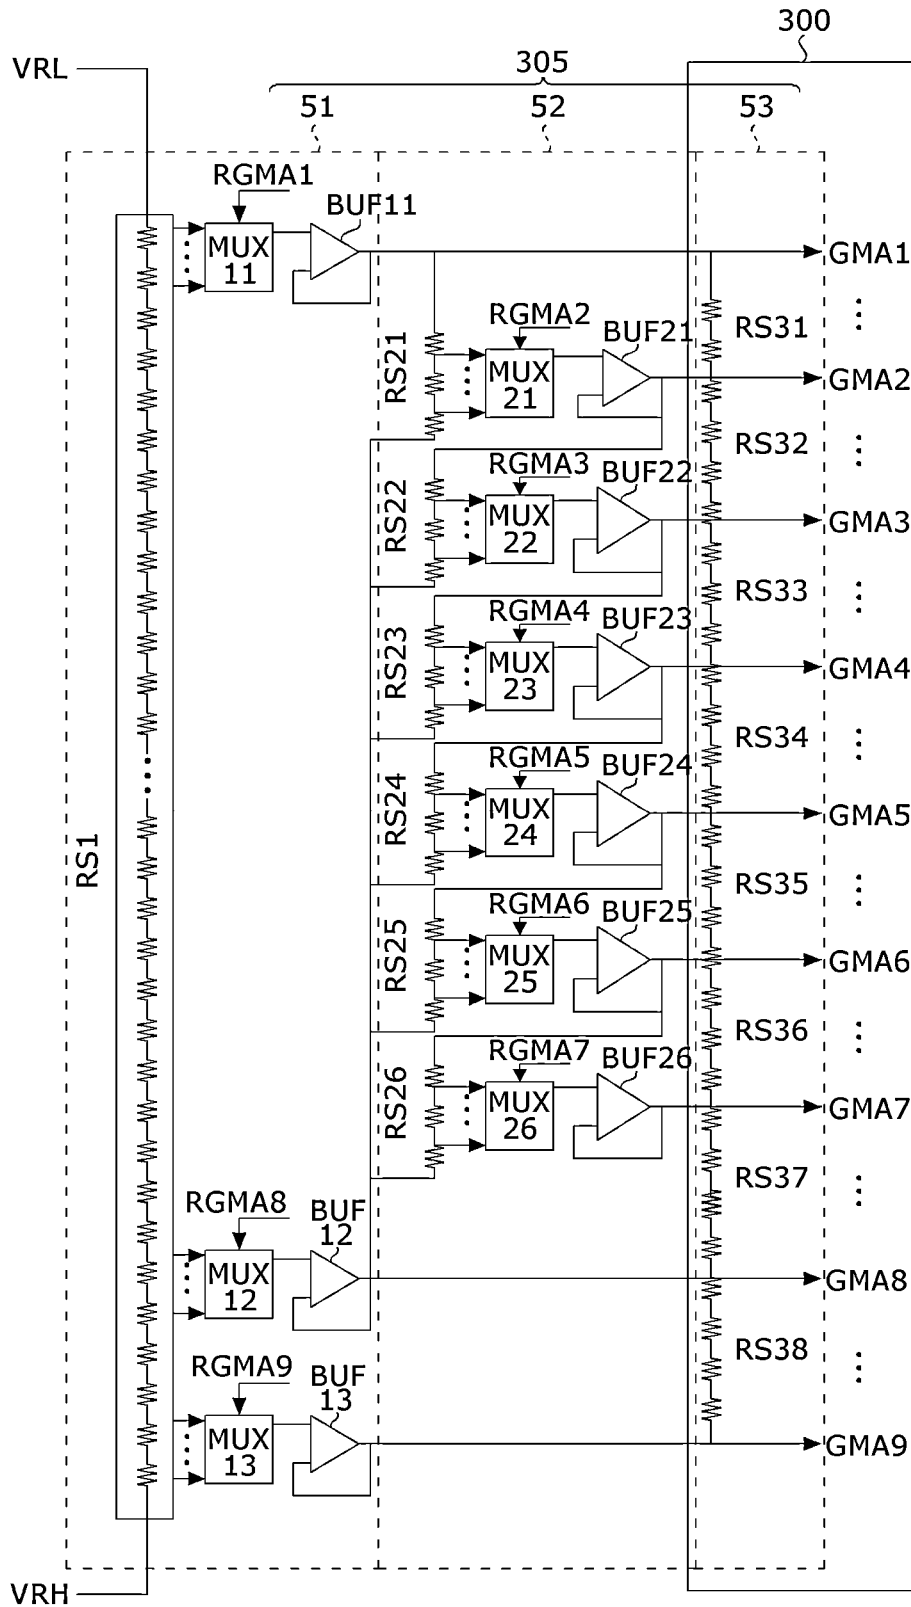 300
VRL
305
51
52
53
RGMA1
BUF11
MUX
11
GMA1
RS21
RGMA2
BUF21
MUX
21
RS31
GMA2
RS22
RGMA3
BUF22
MUX
22
RS32
GMA3
RS23
RGMA4
BUF23
MUX
23
RS33
GMA4
RS24
RGMA5
BUF24
MUX
24
RS34
GMA5
RS1
RS25
RGMA6
BUF25
MUX
25
RS35
GMA6
RS26
RGMA7
BUF26
MUX
26
RS36
GMA7
RS37
RGMA8
BUF
12
MUX
12
GMA8
RS38
RGMA9
BUF
13
MUX
13
GMA9
VRH